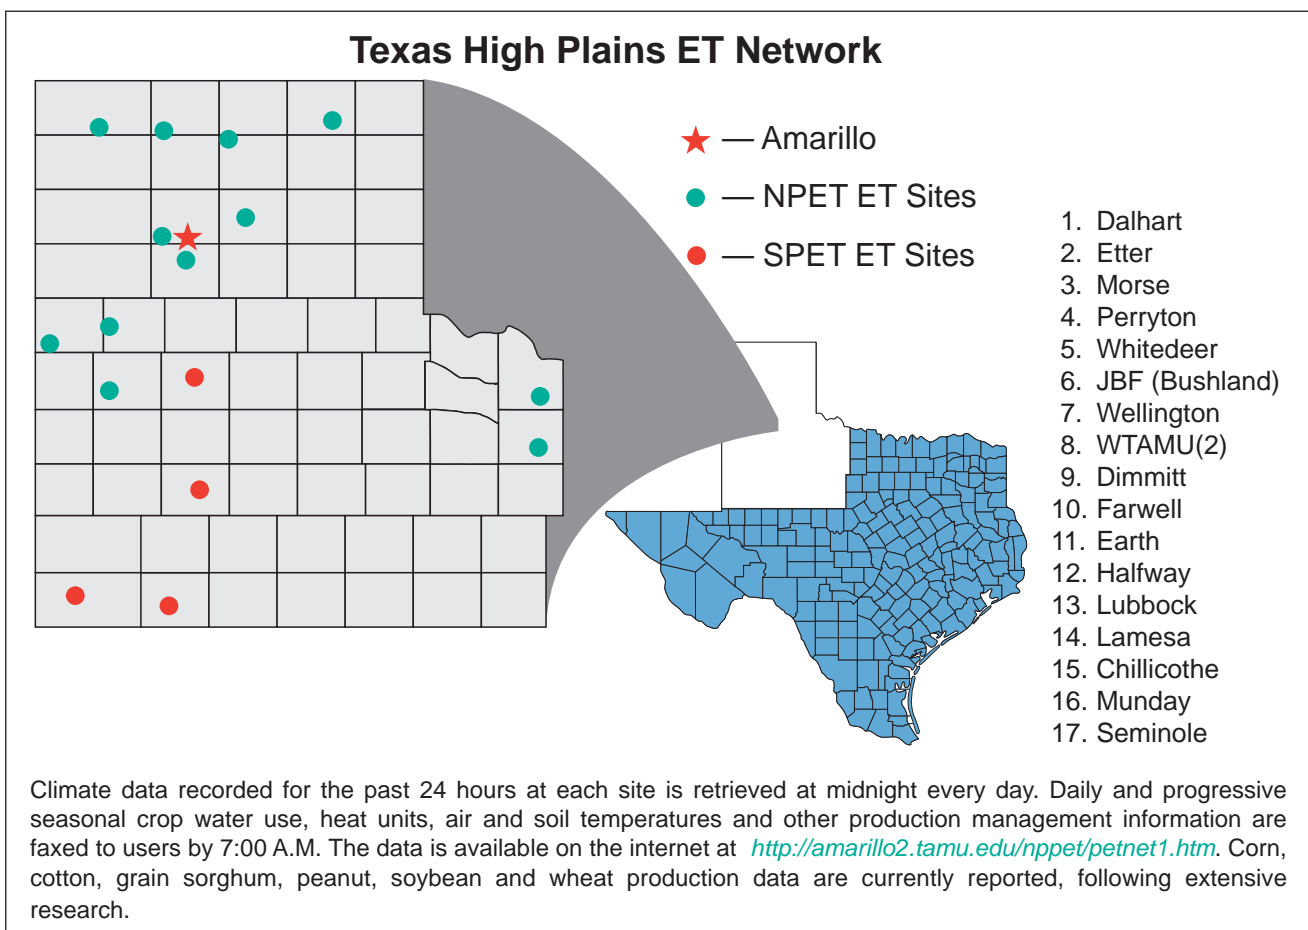 Texas High Plains ET Network
— Amarillo
— NPET ET Sites
— SPET ET Sites
1. Dalhart
2. Etter
3. Morse
4. Perryton
5. Whitedeer
6. JBF (Bushland)
7. Wellington
8. WTAMU(2)
9. Dimmitt
10. Farwell
11. Earth
12. Halfway
13. Lubbock
14. Lamesa
15. Chillicothe
16. Munday
17. Seminole
Climate data recorded for the past 24 hours at each site is retrieved at midnight every day. Daily and progressive
seasonal crop water use, heat units, air and soil temperatures and other production management information are
faxed to users by 7:00 A.M. The data is available on the internet at http://amarillo2.tamu.edu/nppet/petnet1.htm. Corn,
cotton, grain sorghum, peanut, soybean and wheat production data are currently reported, following extensive
research.